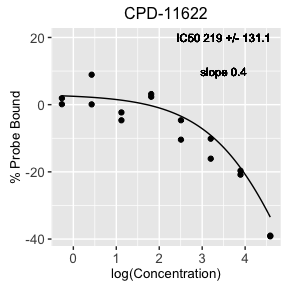 CPD-11622
IC50 219 +/- 131.1
slope 0.4
% Probe Bound
20
0
-20
-40
0
1
2
3
4
log(Concentration)